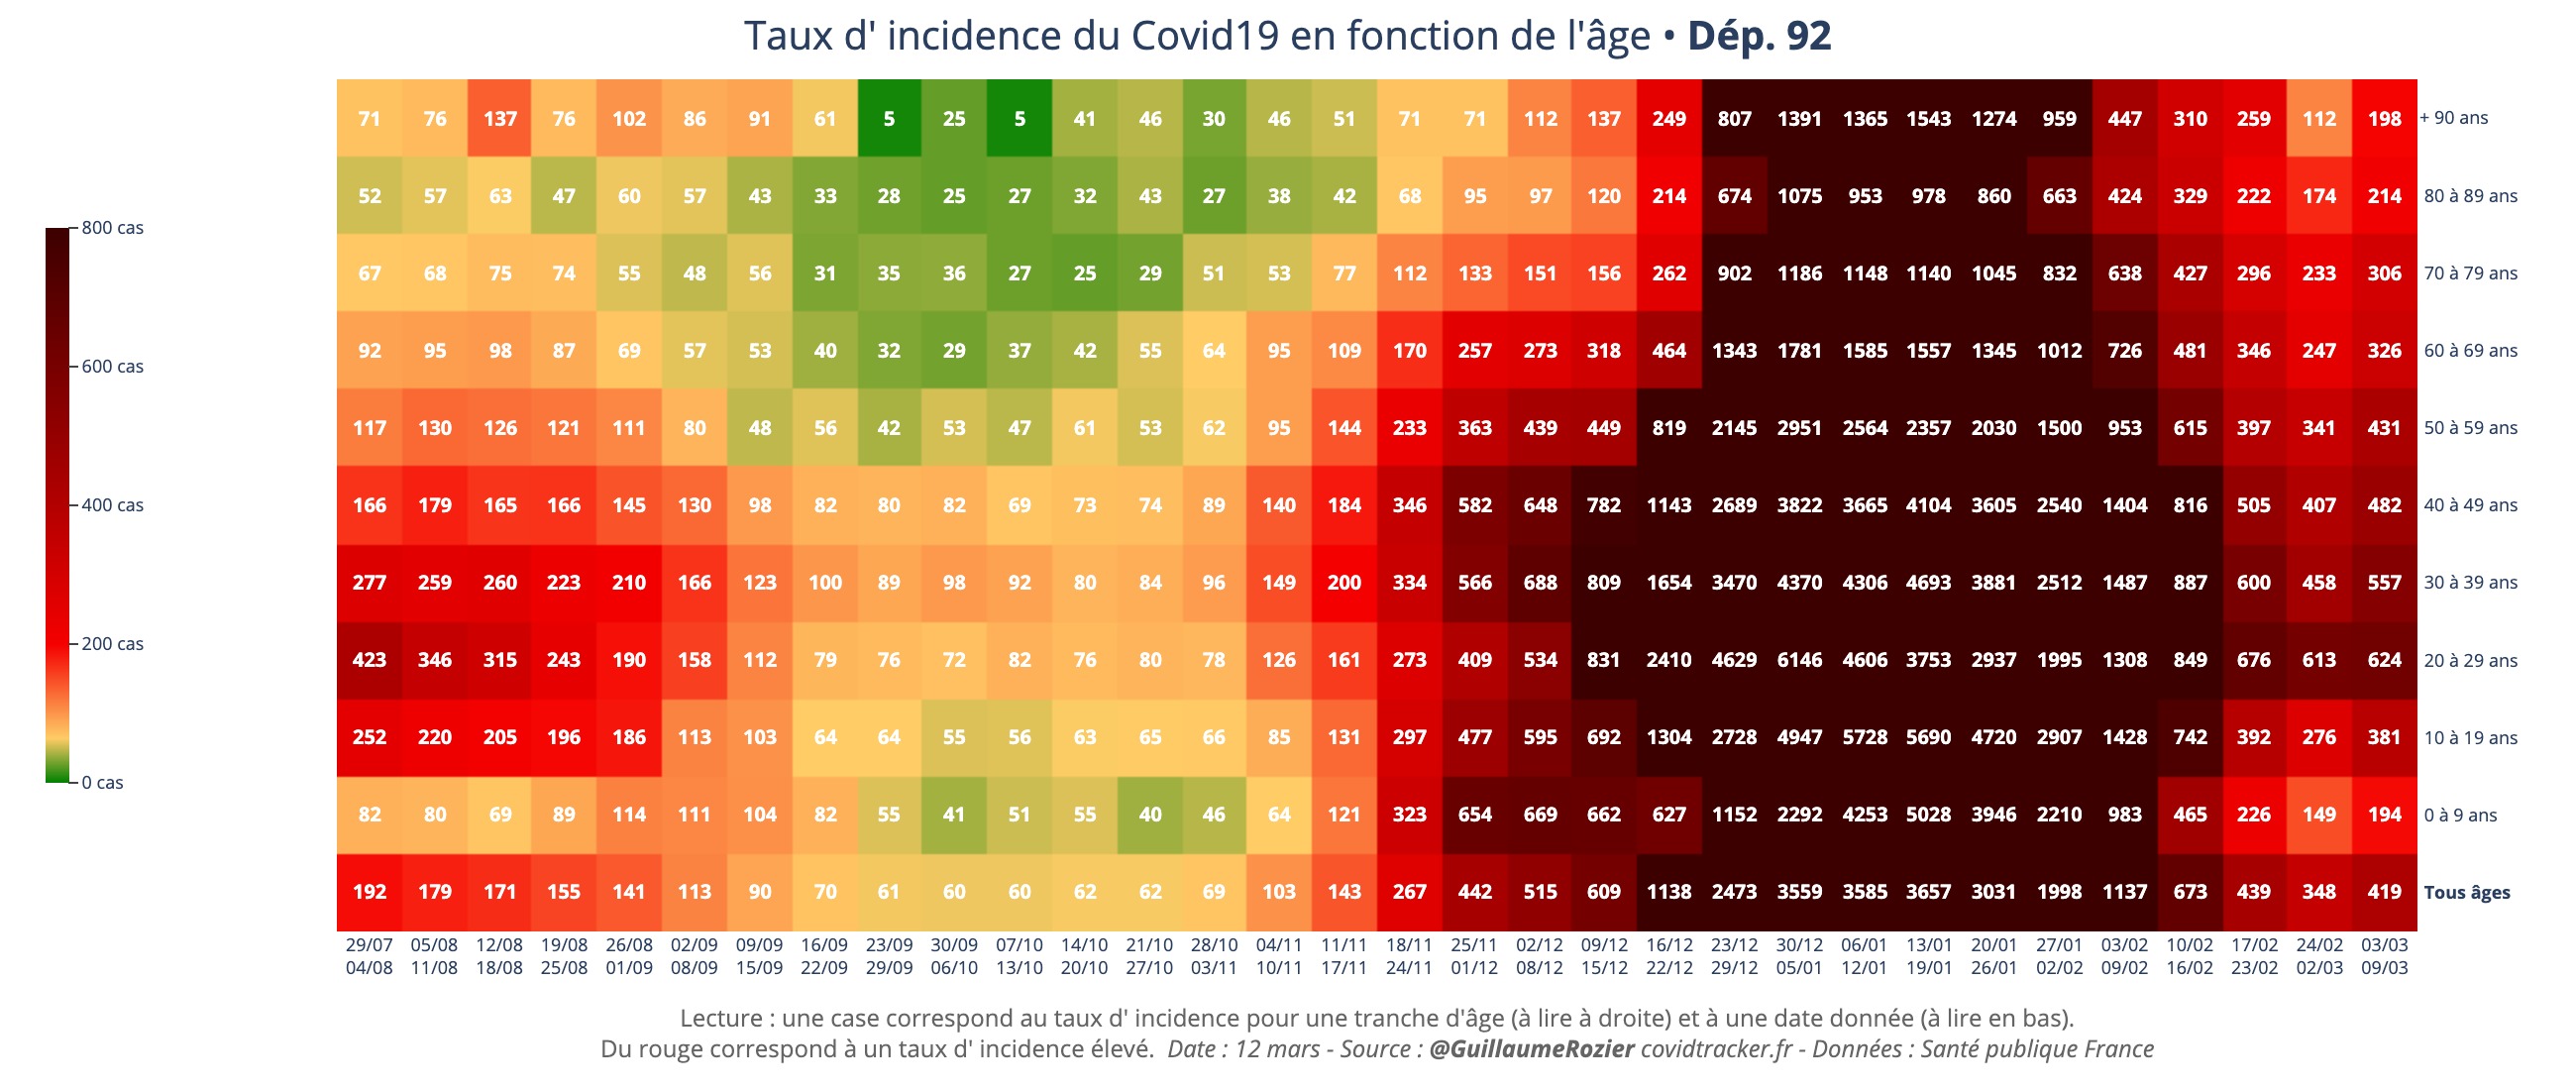 Taux d' incidence du Covid19 en fonction de l'âge • Dép. 92
800 cas
600 cas
400 cas
200 cas
0 cas
71 76 137 76 102 86 91 61 5 25 5 41 46 30 46 51 71 71 112 137 249 807 1391 1365 1543 1274 959 447 310 259 112 198 + 90 ans
52 57 63 47 60 57 43 33 28 25 27 32 43 27 38 42 68 95 97 120 214 674 1075 953 978 860 663 424 329 222 174 214 80 à 89 ans
67 68 75 74 55 48 56 31 35 36 27 25 29 51 53 77 112 133 151 156 262 902 1186 1148 1140 1045 832 638 427 296 233 306 70 à 79 ans
92 95 98 87 69 57 53 40 32 29 37 42 55 64 95 109 170 257 273 318 464 1343 1781 1585 1557 1345 1012 726 481 346 247 326 60 à 69 ans
117 130 126 121 111 80 48 56 42 53 47 61 53 62 95 144 233 363 439 449 819 2145 2951 2564 2357 2030 1500 953 615 397 341 431 50 à 59 ans
166 179 165 166 145 130 98 82 80 82 69 73 74 89 140 184 346 582 648 782 1143 2689 3822 3665 4104 3605 2540 1404 816 505 407 482 40 à 49 ans
277 259 260 223 210 166 123 100 89 98 92 80 84 96 149 200 334 566 688 809 1654 3470 4370 4306 4693 3881 2512 1487 887 600 458 557 30 à 39 ans
423 346 315 243 190 158 112 79 76 72 82 76 80 78 126 161 273 409 534 831 2410 4629 6146 4606 3753 2937 1995 1308 849 676 613 624 20 à 29 ans
252 220 205 196 186 113 103 64 64 55 56 63 65 66 85 131 297 477 595 692 1304 2728 4947 5728 5690 4720 2907 1428 742 392 276 381 10 à 19 ans
82 80 69 89 114 111 104 82 55 41 51 55 40 46 64 121 323 654 669 662 627 1152 2292 4253 5028 3946 2210 983 465 226 149 194 0 à 9 ans
192 179 171 155 141 113 90 70 61 60 60 62 62 69 103 143 267 442 515 609 1138 2473 3559 3585 3657 3031 1998 1137 673 439 348 419 Tous âges
29/07 05/08 12/08 19/08 26/08 02/09 09/09 16/09 23/09 30/09 07/10 14/10 21/10 28/10 04/11 11/11 18/11 25/11 02/12 09/12 16/12 23/12 30/12 06/01 13/01 20/01 27/01 03/02 10/02 17/02 24/02 03/03
04/08 11/08 18/08 25/08 01/09 08/09 15/09 22/09 29/09 06/10 13/10 20/10 27/10 03/11 10/11 17/11 24/11 01/12 08/12 15/12 22/12 29/12 05/01 12/01 19/01 26/01 02/02 09/02 16/02 23/02 02/03 09/03
Lecture : une case correspond au taux d' incidence pour une tranche d'âge (à lire à droite) et à une date donnée (à lire en bas).
Du rouge correspond à un taux d' incidence élevé. Date : 12 mars - Source : @GuillaumeRozier covidtracker.fr - Données : Santé publique France